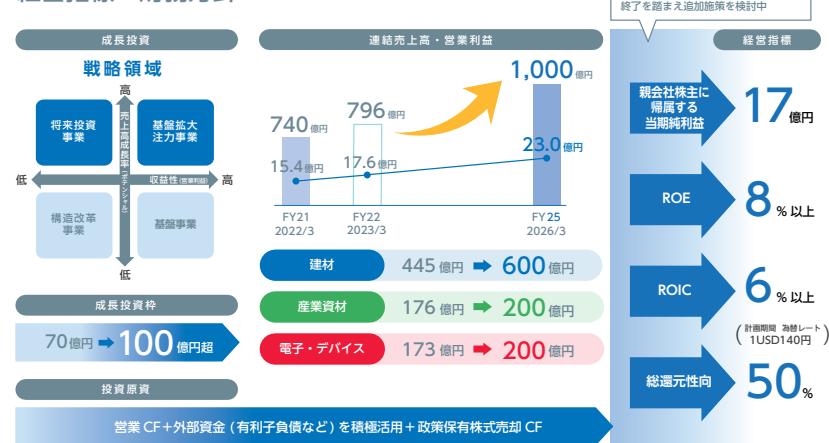 終了を踏まえ追加施策を検討中
成長投資
戦略領域
高
将来投資
事業
基盤拡大
注力事業
売上高成長率(ポテンシャル)
低
収益性(営業利益)
高
構造改革
事業
基盤事業
低
成長投資枠
70億円➡100億円超
投資原資
営業CF＋外部資金(有利子負債など)を積極活用＋政策保有株式売却CF
連結売上高・営業利益
740億円
796億円
1,000億円
15.4億円
17.6億円
23.0億円
FY21
2022/3
FY22
2023/3
FY25
2026/3
建材 445億円➡600億円
産業資材 176億円➡200億円
電子・デバイス 173億円➡200億円
経営指標
親会社株主に
帰属する
当期純利益
17億円
ROE 8%以上
ROIC 6%以上
(計画期間 為替レート
1USD140円)
総還元性向 50%